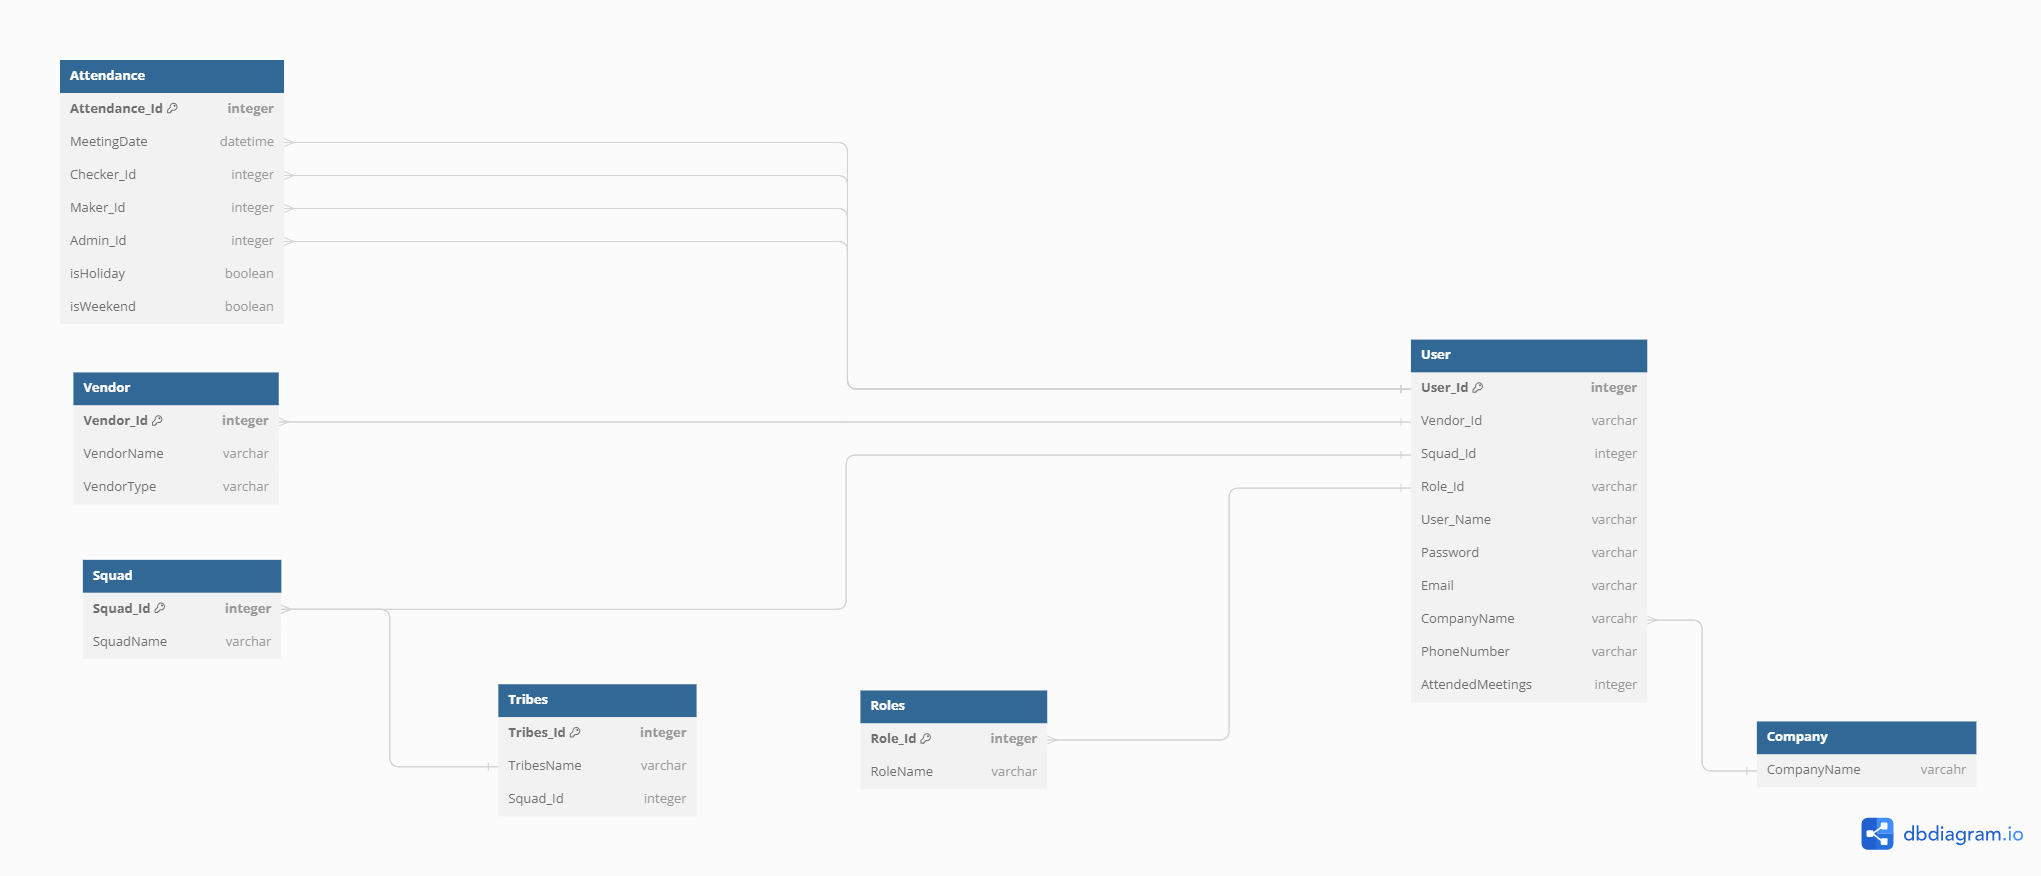 Attendance
Attendance_Id integer
MeetingDate datetime
Checker_Id integer
Maker_Id integer
Admin_Id integer
isHoliday boolean
isWeekend boolean
Vendor
Vendor_Id integer
VendorName varchar
VendorType varchar
Squad
Squad_Id integer
SquadName varchar
Tribes
Tribes_Id integer
TribesName varchar
Squad_Id integer
Roles
Role_Id integer
RoleName varchar
User
User_Id integer
Vendor_Id varchar
Squad_Id integer
Role_Id varchar
User_Name varchar
Password varchar
Email varchar
CompanyName varcahr
PhoneNumber varchar
AttendedMeetings integer
Company
CompanyName varcahr
dbdiagram.io